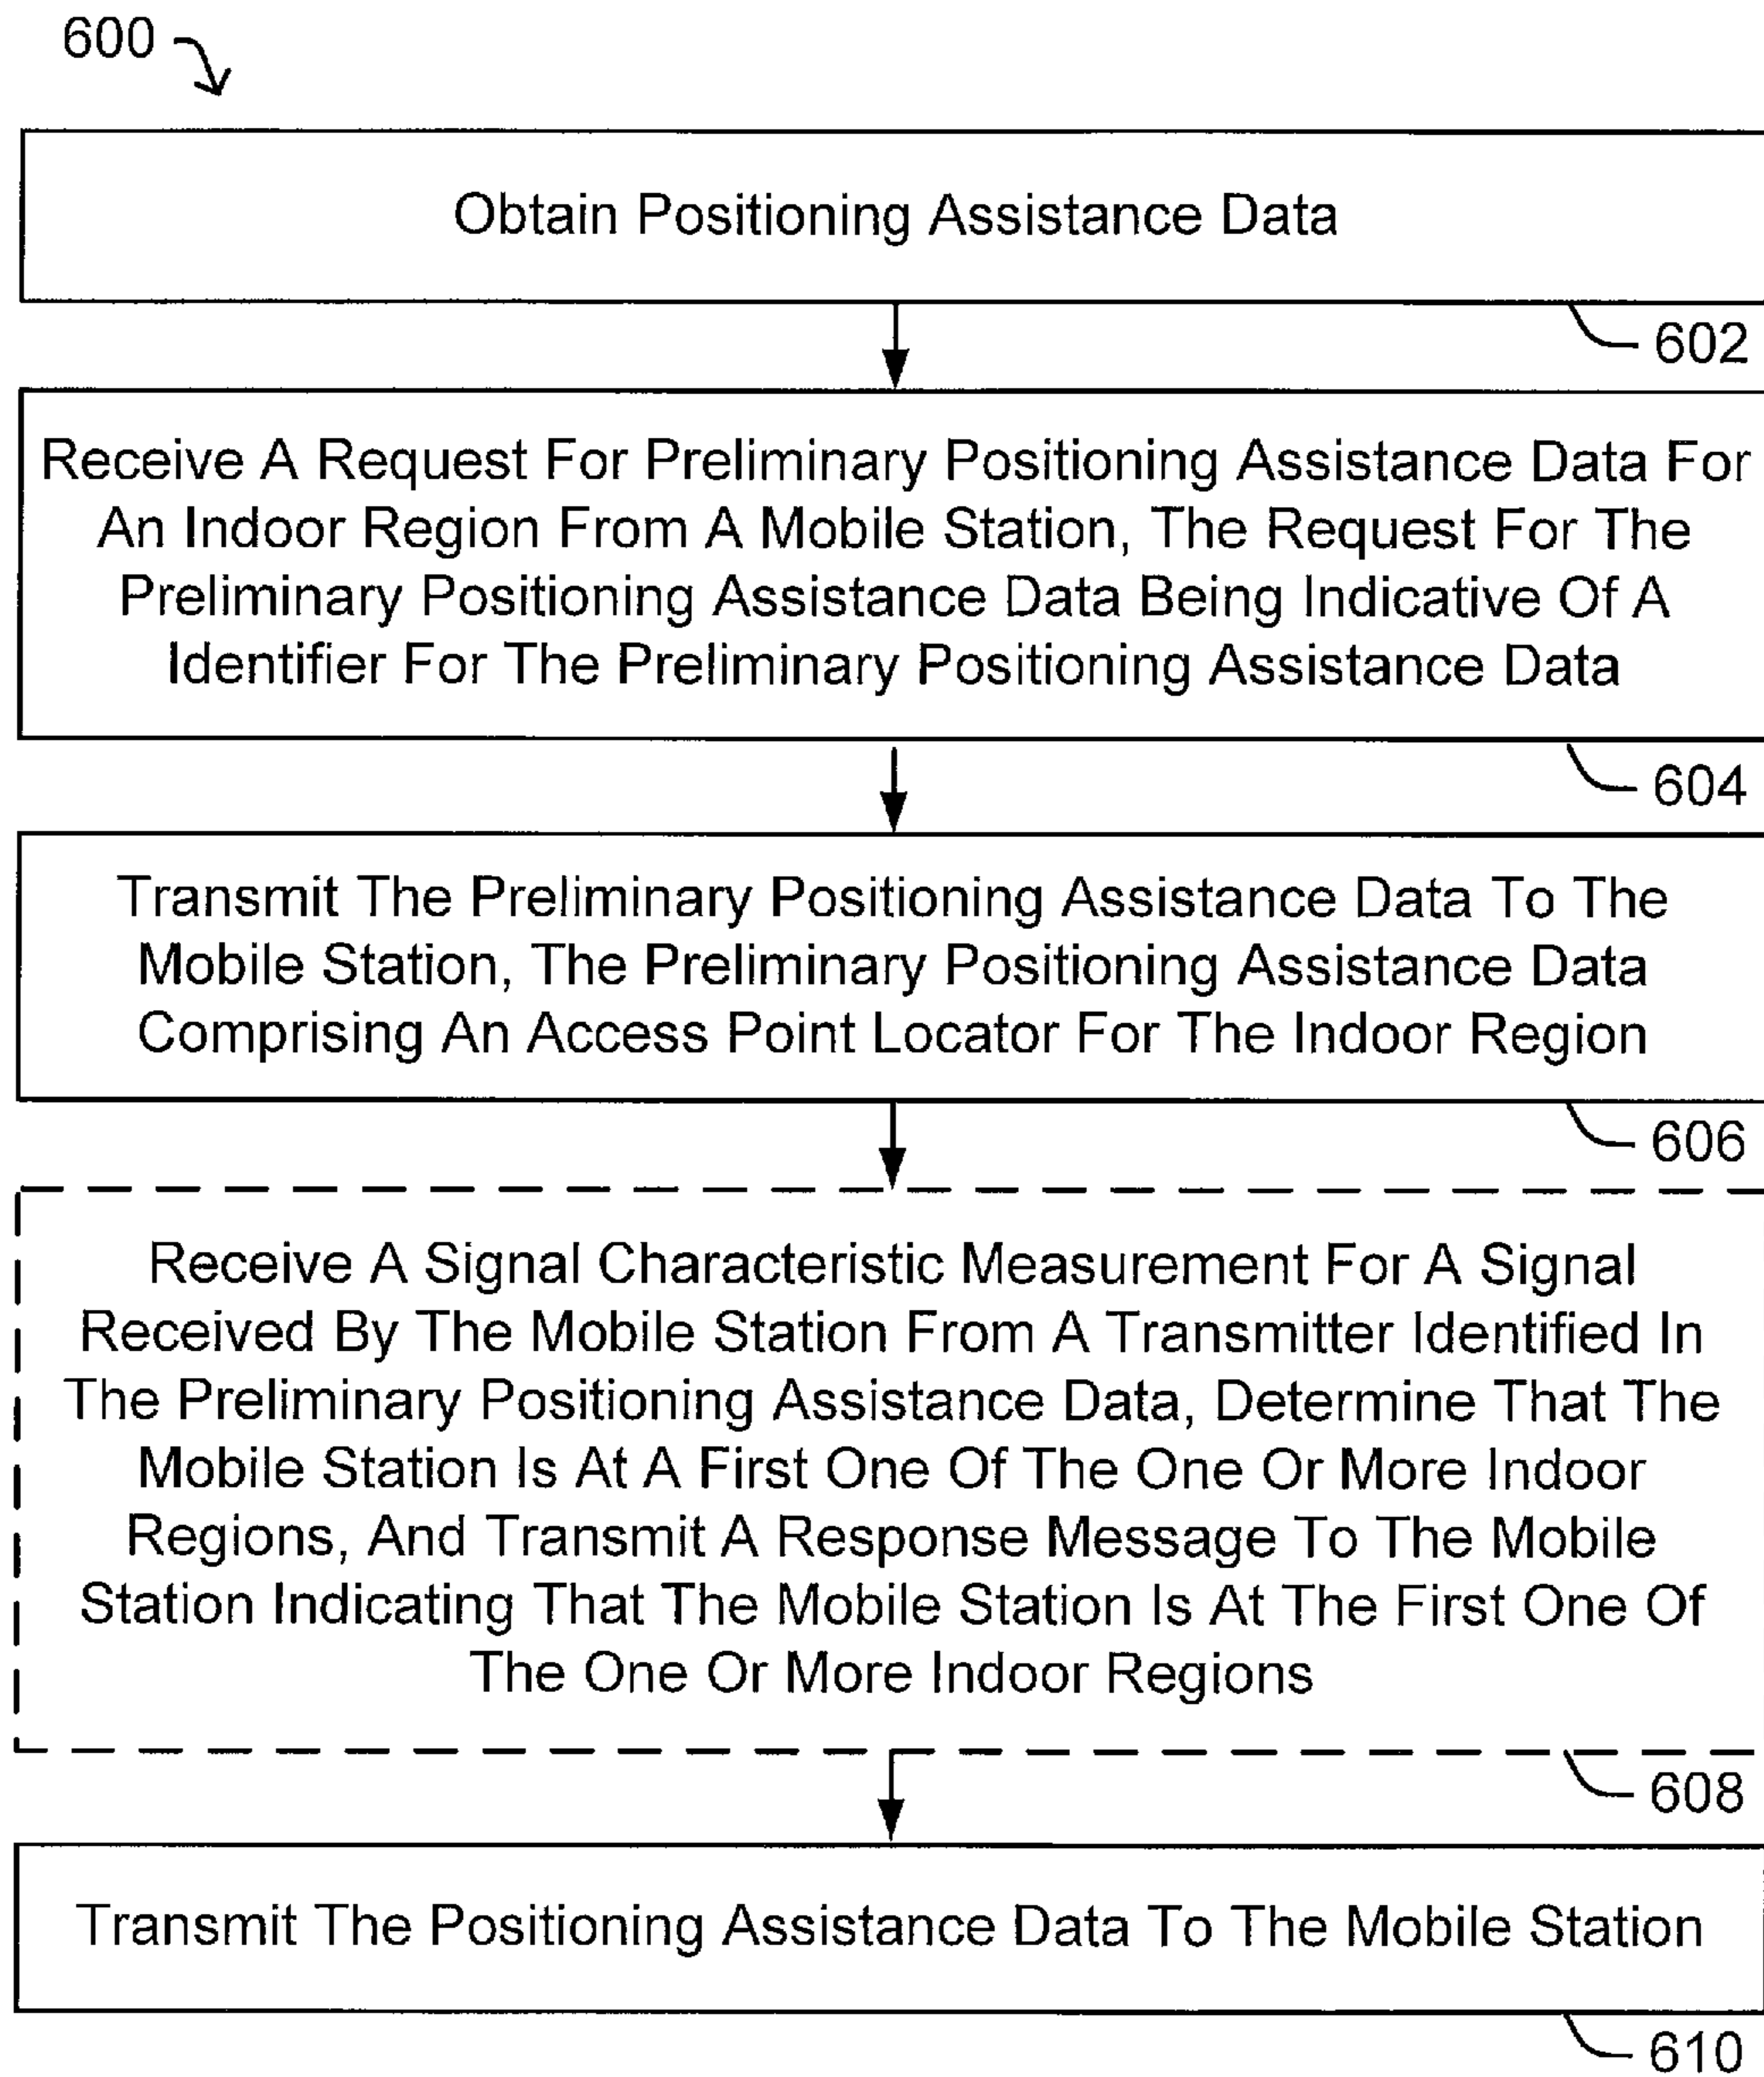 600
Obtain Positioning Assistance Data
602
Receive A Request For Preliminary Positioning Assistance Data For
An Indoor Region From A Mobile Station, The Request For The
Preliminary Positioning Assistance Data Being Indicative Of A
Identifier For The Preliminary Positioning Assistance Data
604
Transmit The Preliminary Positioning Assistance Data To The
Mobile Station, The Preliminary Positioning Assistance Data
Comprising An Access Point Locator For The Indoor Region
606
Receive A Signal Characteristic Measurement For A Signal
Received By The Mobile Station From A Transmitter Identified In
The Preliminary Positioning Assistance Data, Determine That The
Mobile Station Is At A First One Of The One Or More Indoor
Regions, And Transmit A Response Message To The Mobile
Station Indicating That The Mobile Station Is At The First One Of
The One Or More Indoor Regions
608
Transmit The Positioning Assistance Data To The Mobile Station
610